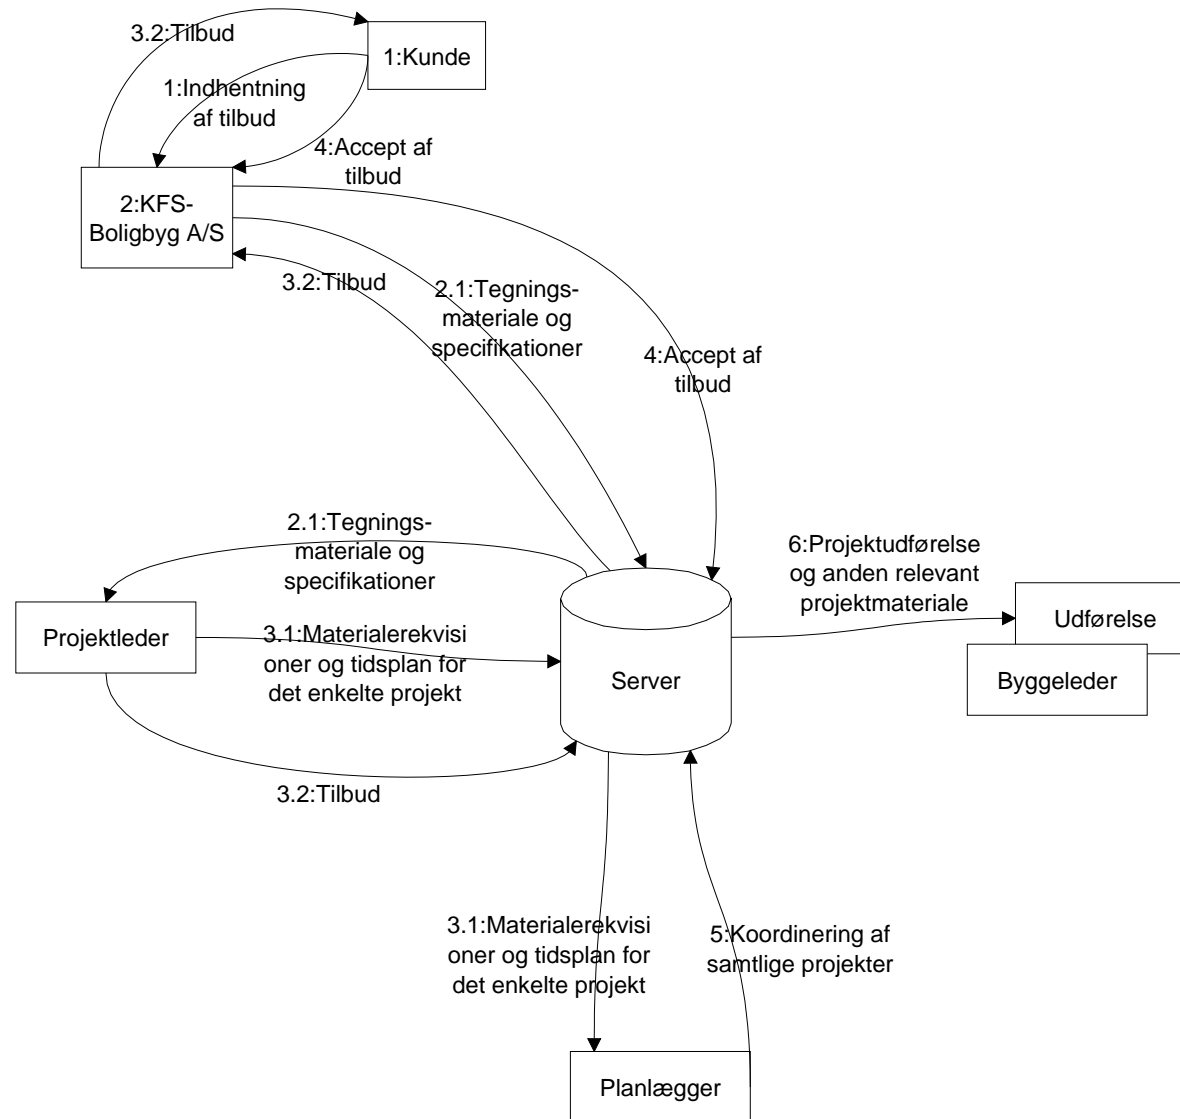 3.2:Tilbud
1:Kunde
1:Indhentning
af tilbud
4:Accept af
tilbud
2:KFS-
Boligbyg A/S
3.2:Tilbud
2.1:Tegnings-
materiale og
specifikationer
4:Accept af
tilbud
2.1:Tegnings-
materiale og
specifikationer
6:Projektudførelse
og anden relevant
projektmateriale
Udførelse
Byggeleder
Projektleder
3.1:Materialerekvisi
oner og tidsplan for
det enkelte projekt
Server
3.2:Tilbud
3.1:Materialerekvisi
oner og tidsplan for
det enkelte projekt
5:Koordinering af
samtlige projekter
Planlægger